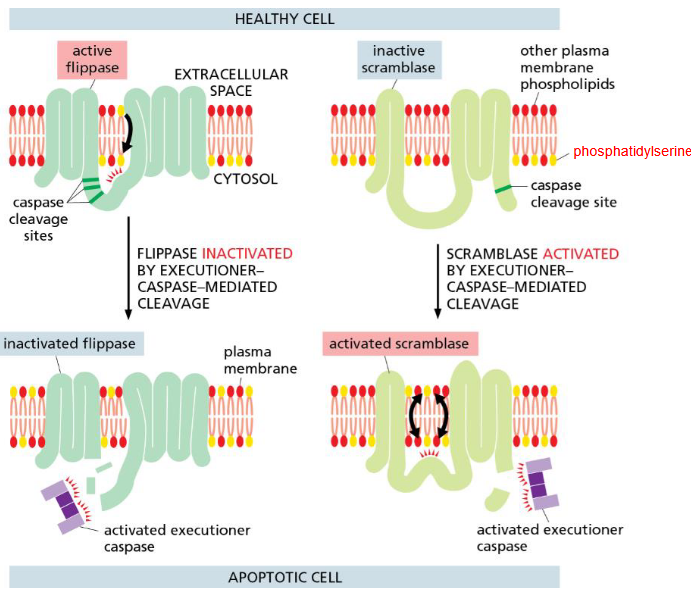 HEALTHY CELL
active
flippase
EXTRACELLULAR
SPACE
CYTOSOL
caspase
cleavage
sites
inactive
scramblase
other plasma
membrane
phospholipids
phosphatidylserine
caspase
cleavage site
FLIPPASE INACTIVATED
BY EXECUTIONER–
CASPASE–MEDIATED
CLEAVAGE
SCRAMBLASE ACTIVATED
BY EXECUTIONER–
CASPASE–MEDIATED
CLEAVAGE
inactivated flippase
plasma
membrane
activated executioner
caspase
activated scramblase
activated executioner
caspase
APOPTOTIC CELL